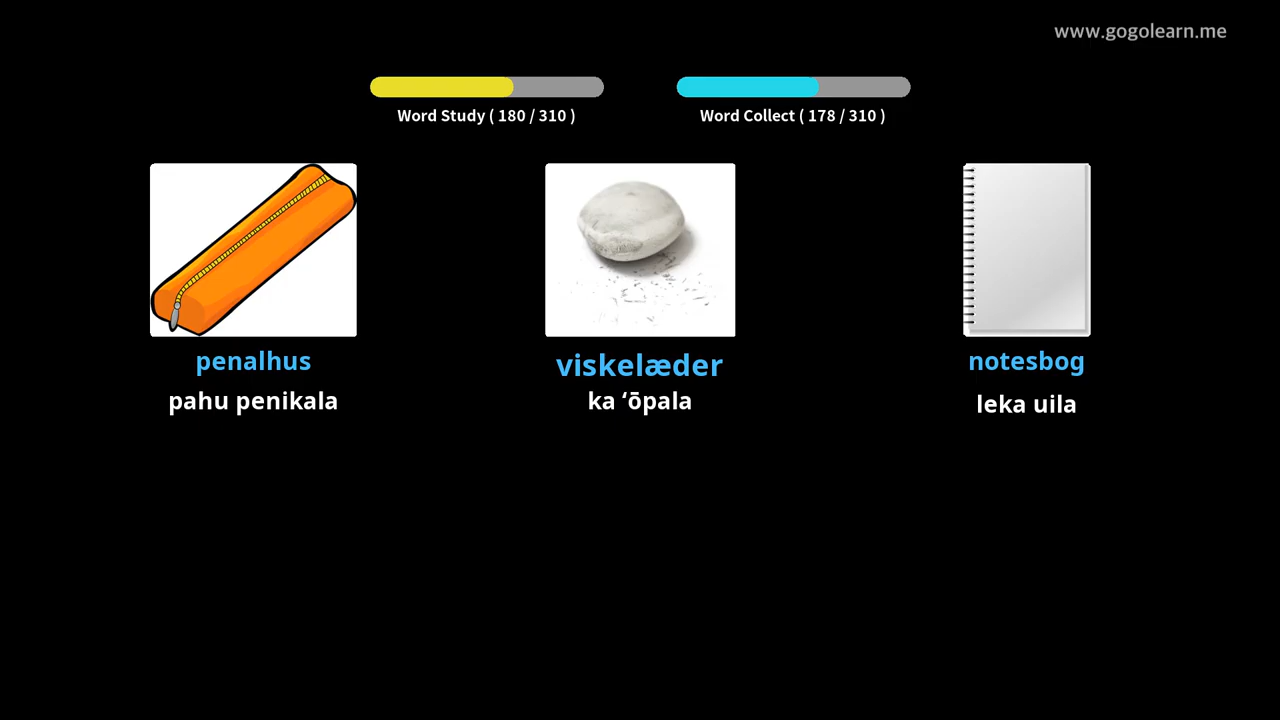 www.gogolearn.me
Word Study ( 180 / 310 )
Word Collect ( 178 / 310 )
penalhus
viskelæder
notesbog
pahu penikala
ka ʻōpala
leka uila